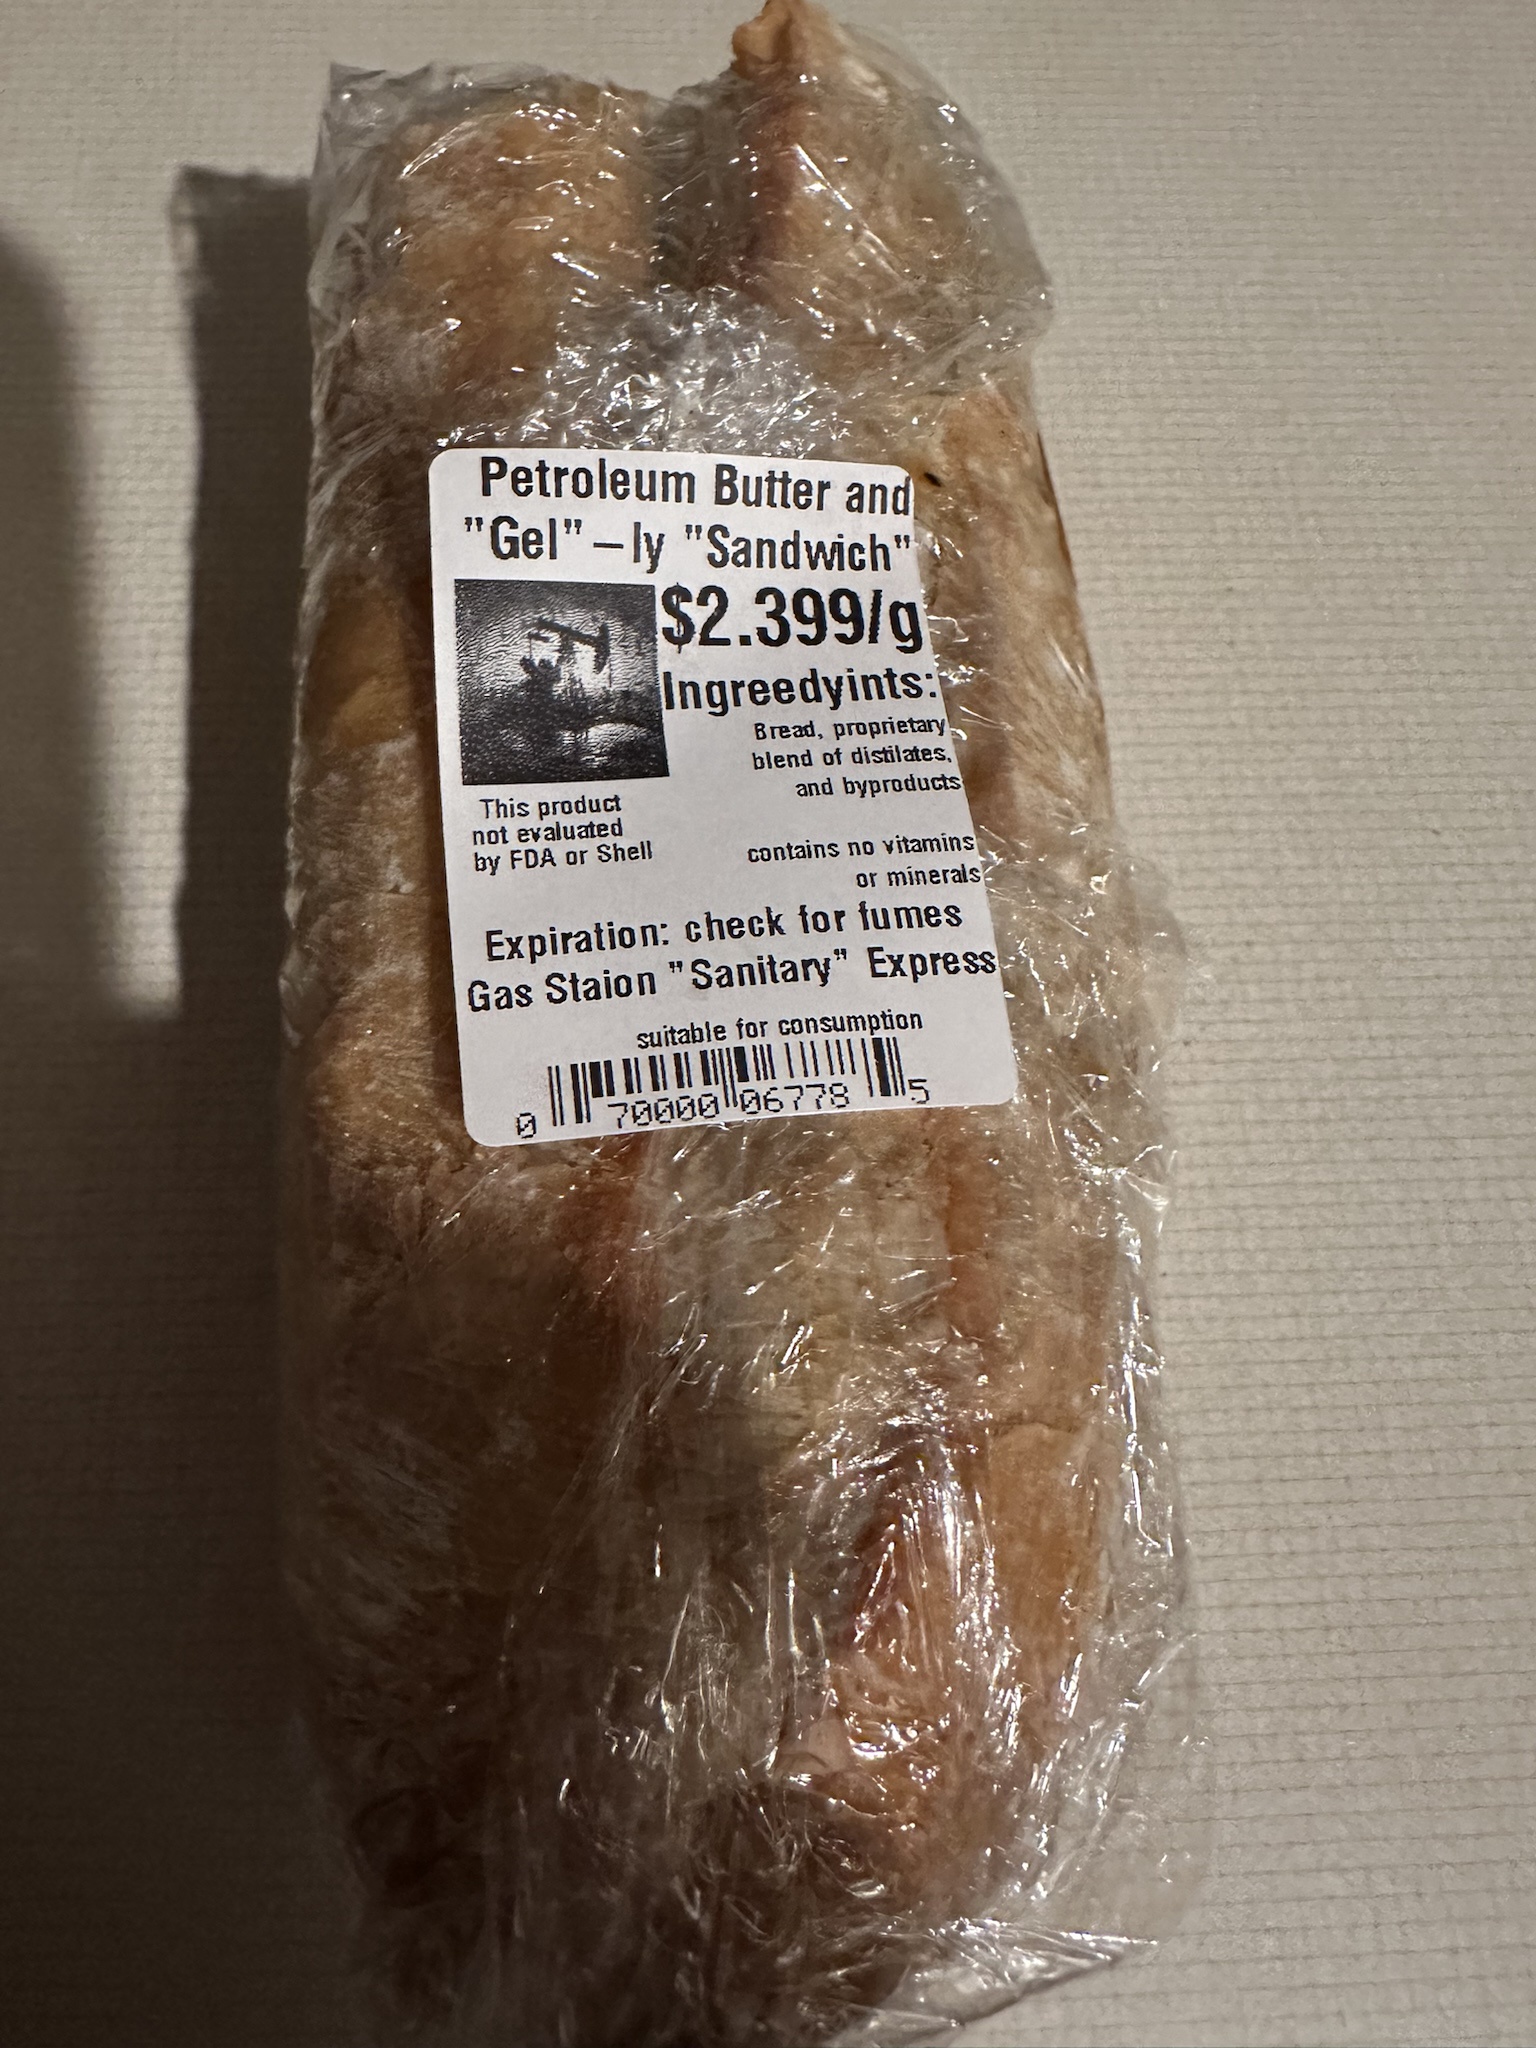 Petroleum Butter and
"Gel" – ly "Sandwich"
$2.399/g
Ingreedyints:
Bread, proprietary
blend of distilates,
and byproducts
This product
not evaluated
by FDA or Shell
contains no vitamins
or minerals
Expiration: check for fumes
Gas Staion "Sanitary" Express
suitable for consumption
0 70000 06778 5